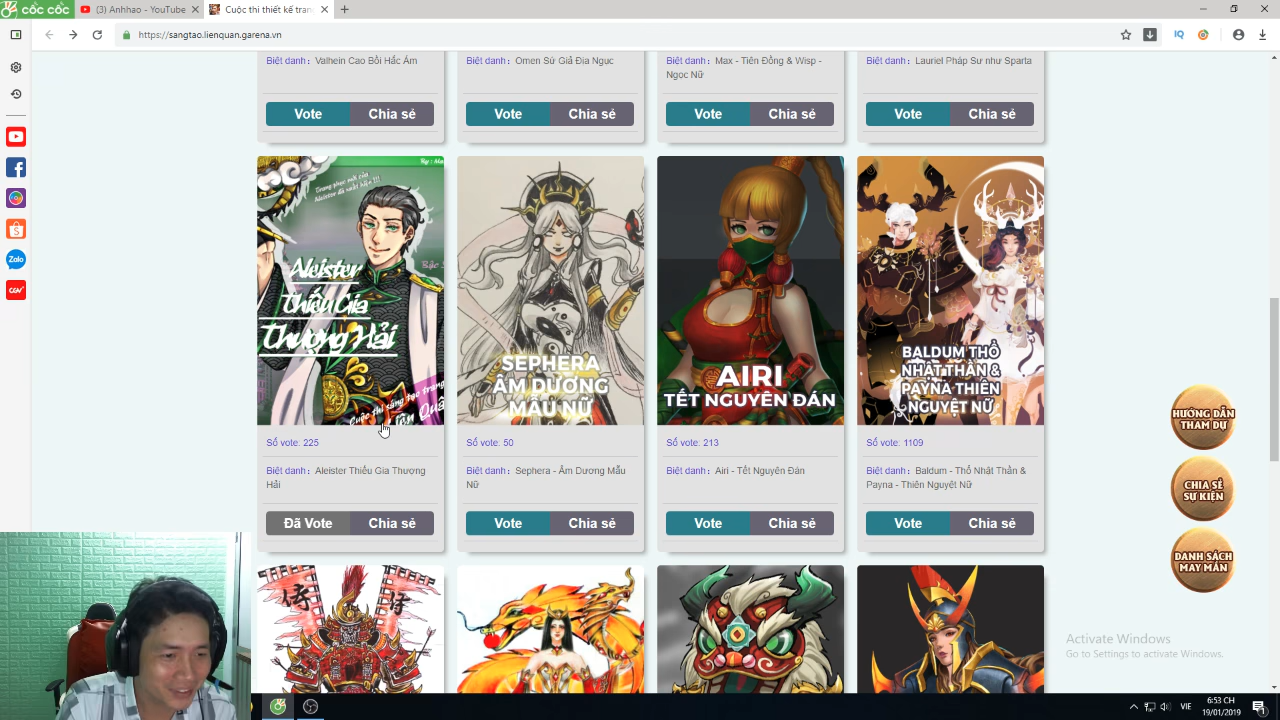 cốc cốc
(3) Anhhao - YouTube
Cuộc thi thiết kế tran
https://sangtao.lienquan.garena.vn
IQ
Biệt danh : Valhein Cao Bồi Hắc Ám
Biệt danh : Omen Sứ Giả Địa Ngục
Biệt danh : Max - Tiên Đồng & Wisp -
Ngọc Nữ
Biệt danh : Lauriel Pháp Sư như Sparta
Vote
Chia sẻ
Vote
Chia sẻ
Vote
Chia sẻ
Vote
Chia sẻ
Zalo
CGV
Trang phục mới của
Aleister
Thiếu Gia
Thượng Hải
SEPHERA
ÂM DƯƠNG
MẪU NỮ
AIRI
TẾT NGUYÊN ĐÁN
BALDUM THỔ
NHẬT THẦN &
PAYNA THIÊN
NGUYỆT NỮ
Số vote: 225
Số vote: 50
Số vote: 213
Số vote: 1109
Biệt danh : Aleister Thiếu Gia Thượng
Hải
Biệt danh : Sephera - Âm Dương Mẫu
Nữ
Biệt danh : Airi - Tết Nguyên Đán
Biệt danh : Baldum - Thổ Nhật Thần &
Payna - Thiên Nguyệt Nữ
Đã Vote
Chia sẻ
Vote
Chia sẻ
Vote
Chia sẻ
Vote
Chia sẻ
HƯỚNG DẪN
THAM DỰ
CHIA SẺ
SỰ KIỆN
DANH SÁCH
MAY MẮN
侍
Activate Windows
Go to Settings to activate Windows.
VIE
6:53 CH
19/01/2019